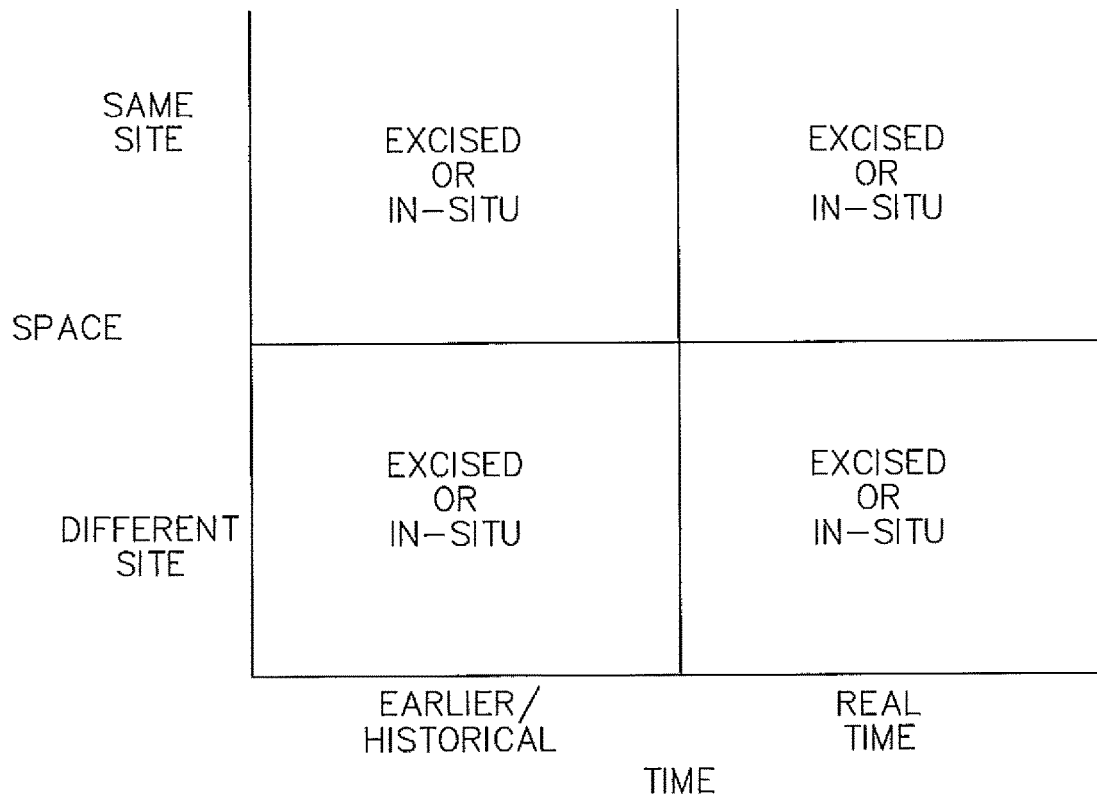 SAME
SITE
EXCISED
OR
IN-SITU
EXCISED
OR
IN-SITU
SPACE
DIFFERENT
SITE
EXCISED
OR
IN-SITU
EXCISED
OR
IN-SITU
EARLIER/
HISTORICAL
REAL
TIME
TIME